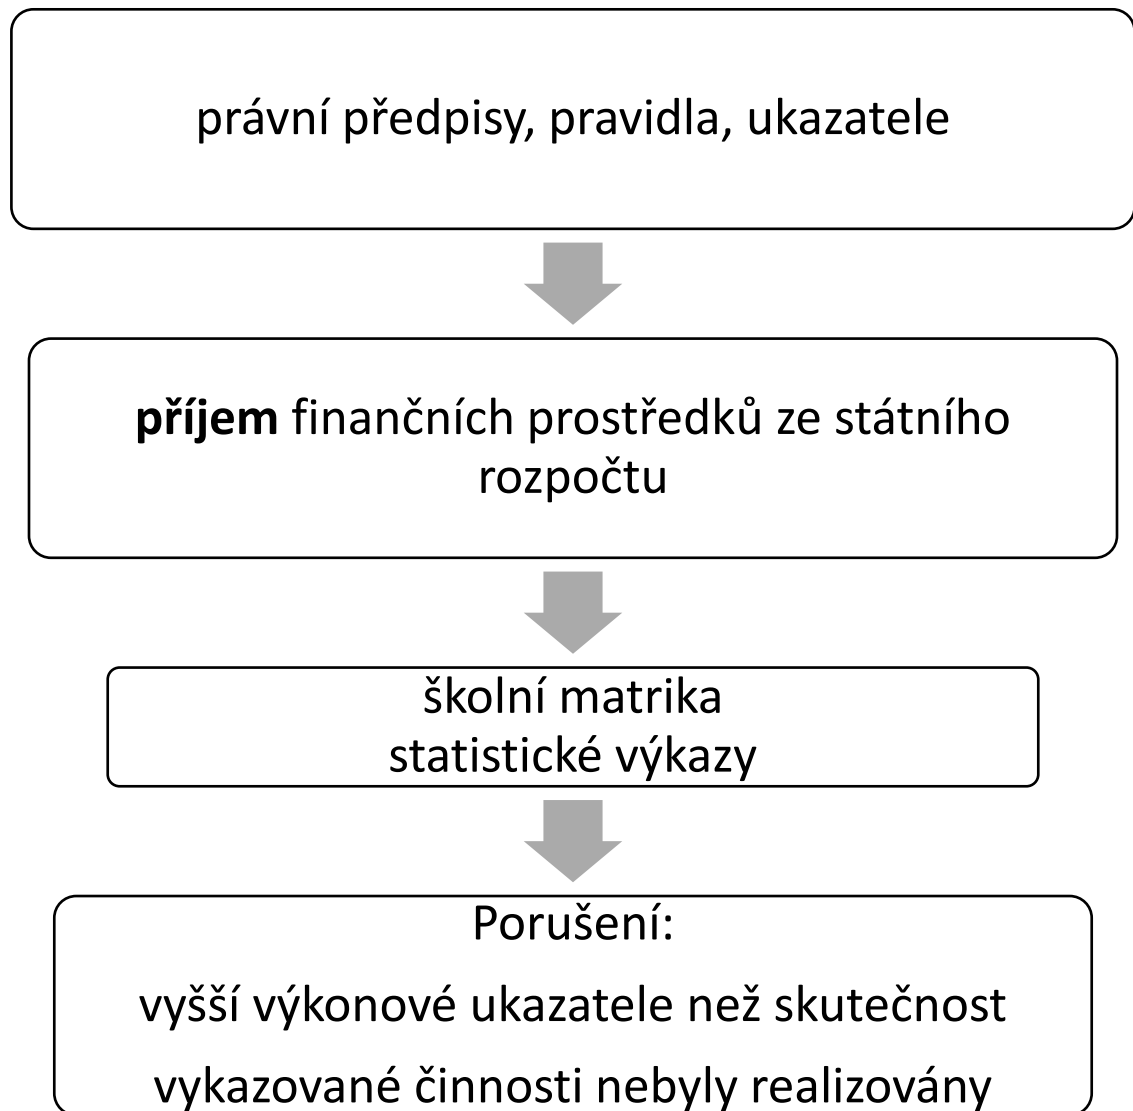 právní předpisy, pravidla, ukazatele
příjem finančních prostředků ze státního
rozpočtu
školní matrika
statistické výkazy
Porušení:
vyšší výkonové ukazatele než skutečnost
vykazované činnosti nebyly realizovány